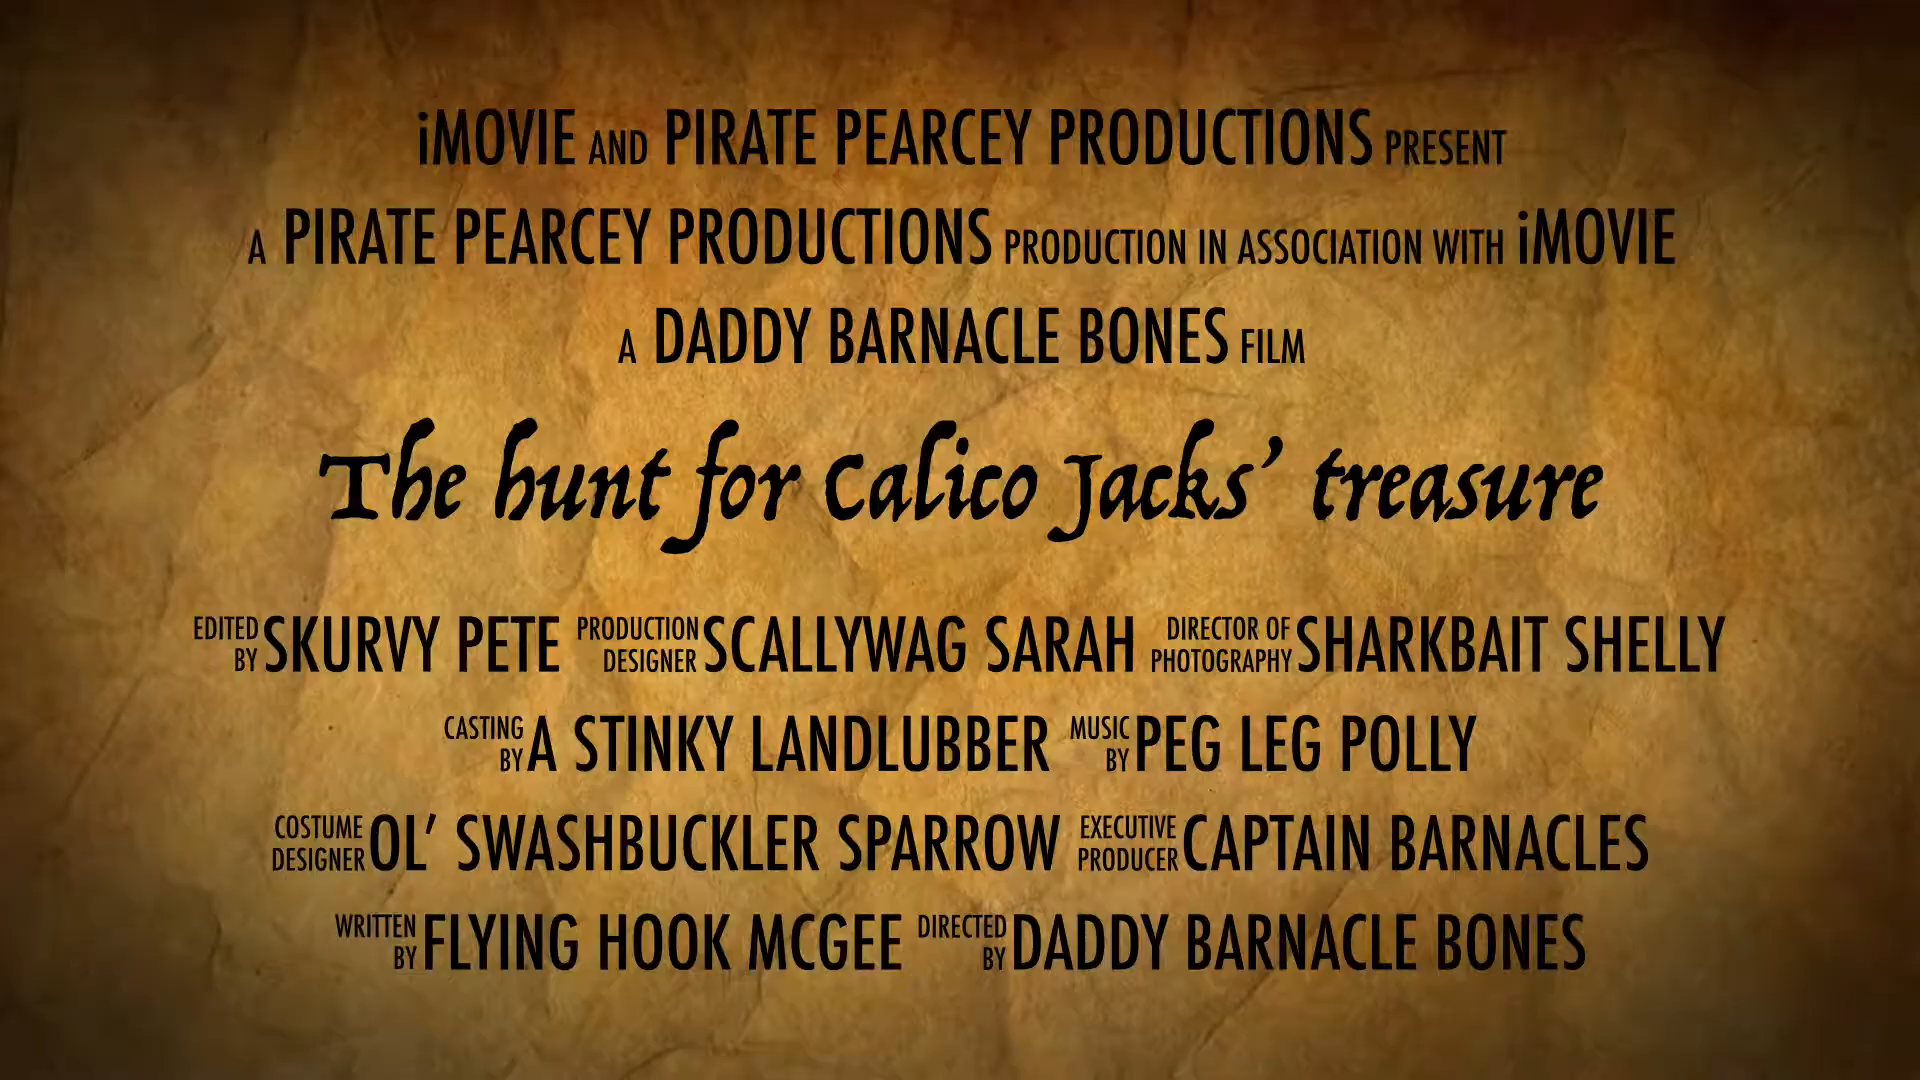 iMOVIE AND PIRATE PEARCEY PRODUCTIONS PRESENT
A PIRATE PEARCEY PRODUCTIONS PRODUCTION IN ASSOCIATION WITH iMOVIE
A DADDY BARNACLE BONES FILM
The hunt for Calico Jacks’ treasure
EDITED BY SKURVY PETE PRODUCTION DESIGNER SCALLYWAG SARAH DIRECTOR OF PHOTOGRAPHY SHARKBAIT SHELLY
CASTING BY A STINKY LANDLUBBER MUSIC BY PEG LEG POLLY
COSTUME DESIGNER OL’ SWASHBUCKLER SPARROW EXECUTIVE PRODUCER CAPTAIN BARNACLES
WRITTEN BY FLYING HOOK MCGEE DIRECTED BY DADDY BARNACLE BONES